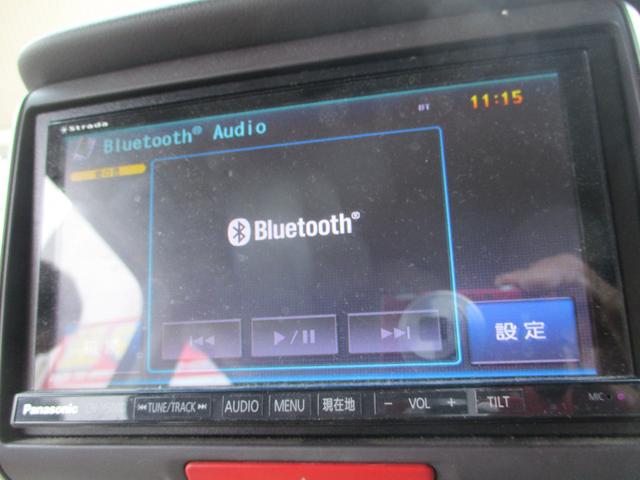 Strada
BT
11:15
Bluetooth® Audio
Bluetooth®
設定
Panasonic
TUNE/TRACK
AUDIO
MENU
現在地
− VOL +
TILT
MIC